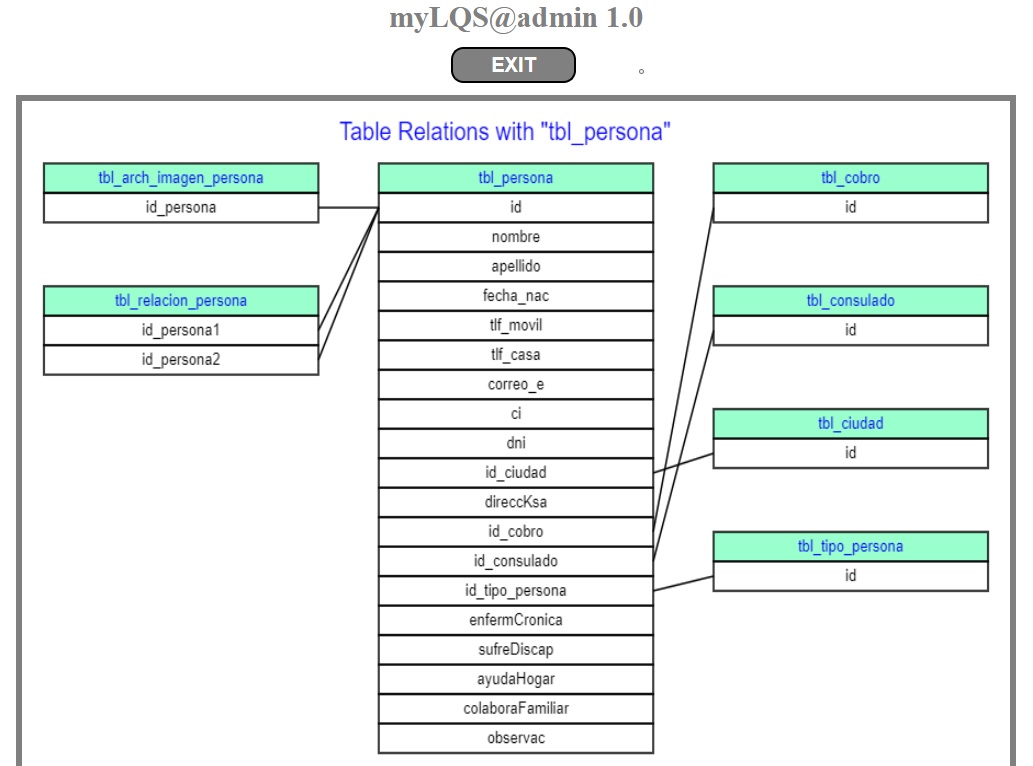 myLQS@admin 1.0
EXIT
Table Relations with "tbl_persona"
tbl_arch_imagen_persona
id_persona
tbl_relacion_persona
id_persona1
id_persona2
tbl_persona
id
nombre
apellido
fecha_nac
tlf_movil
tlf_casa
correo_e
ci
dni
id_ciudad
direccKsa
id_cobro
id_consulado
id_tipo_persona
enfermCronica
sufreDiscap
ayudaHogar
colaboraFamiliar
observac
tbl_cobro
id
tbl_consulado
id
tbl_ciudad
id
tbl_tipo_persona
id